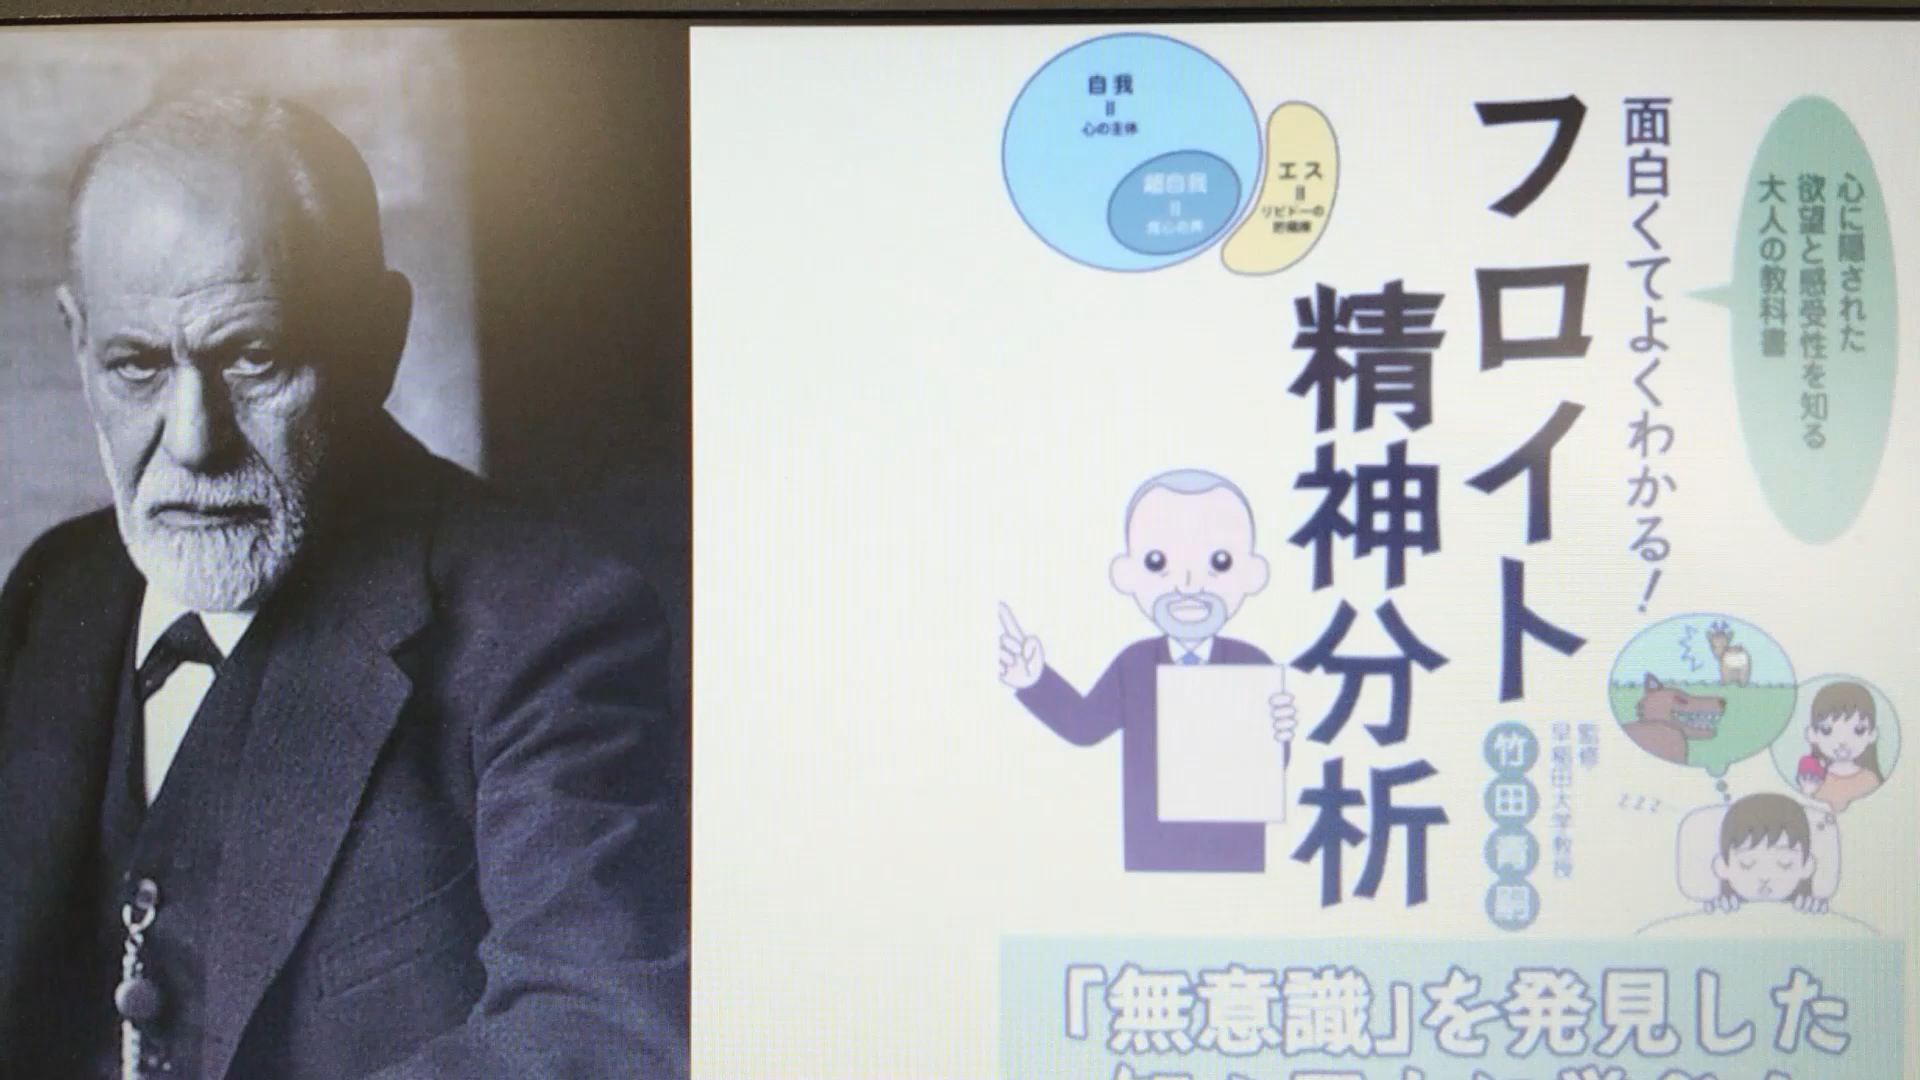 心に隠された
欲望と感受性を知る
大人の教科書
面白くてよくわかる!
フロイト
精神分析
自我
=
心の主体
超自我
=
エス
=
リビドーの
貯蔵庫
監修
早稲田大学教授
竹田青嗣
zzz
「無意識」を発見した